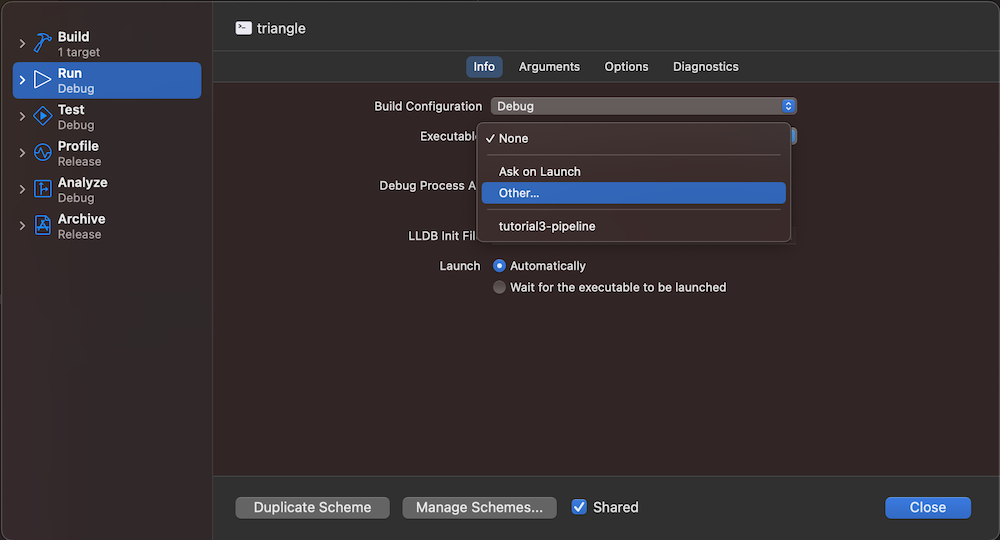 Build
1 target
Run
Debug
Test
Debug
Profile
Release
Analyze
Debug
Archive
Release
triangle
Info Arguments Options Diagnostics
Build Configuration Debug
None
Ask on Launch
Debug Process
Other...
tutorial3-pipeline
LLDB Init
Launch Automatically
Wait for the executable to be launched
Duplicate Scheme Manage Schemes... Shared Close